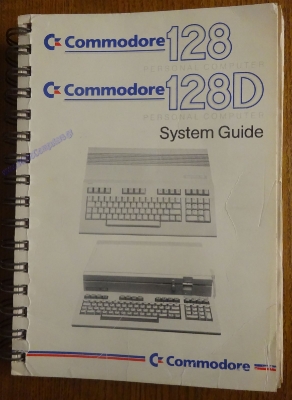 Commodore 128
PERSONAL COMPUTER
Commodore 128D
PERSONAL COMPUTER
System Guide
Commodore